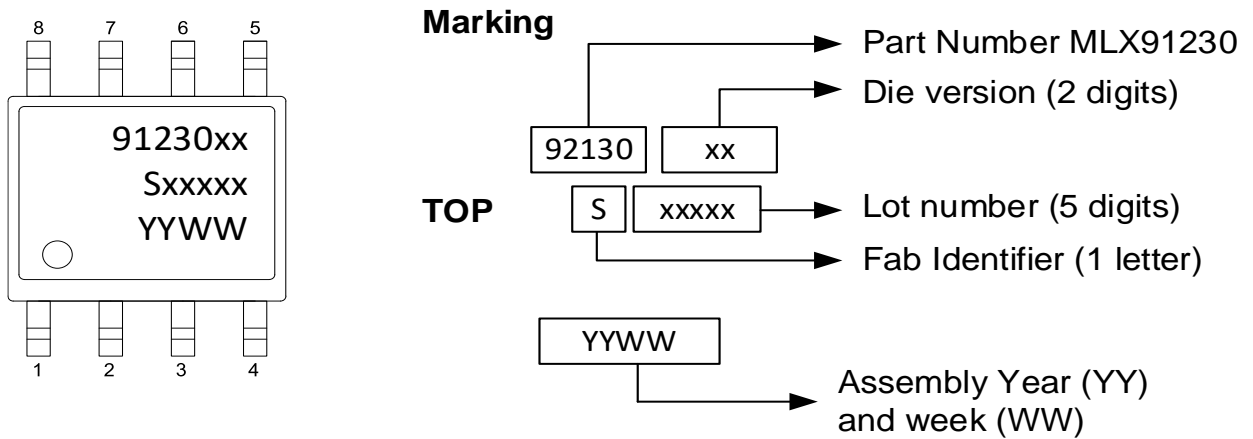 8 7 6 5
91230xx
Sxxxxx
YYWW
1 2 3 4
Marking
Part Number MLX91230
Die version (2 digits)
92130 xx
TOP S xxxxx Lot number (5 digits)
Fab Identifier (1 letter)
YYWW
Assembly Year (YY)
and week (WW)